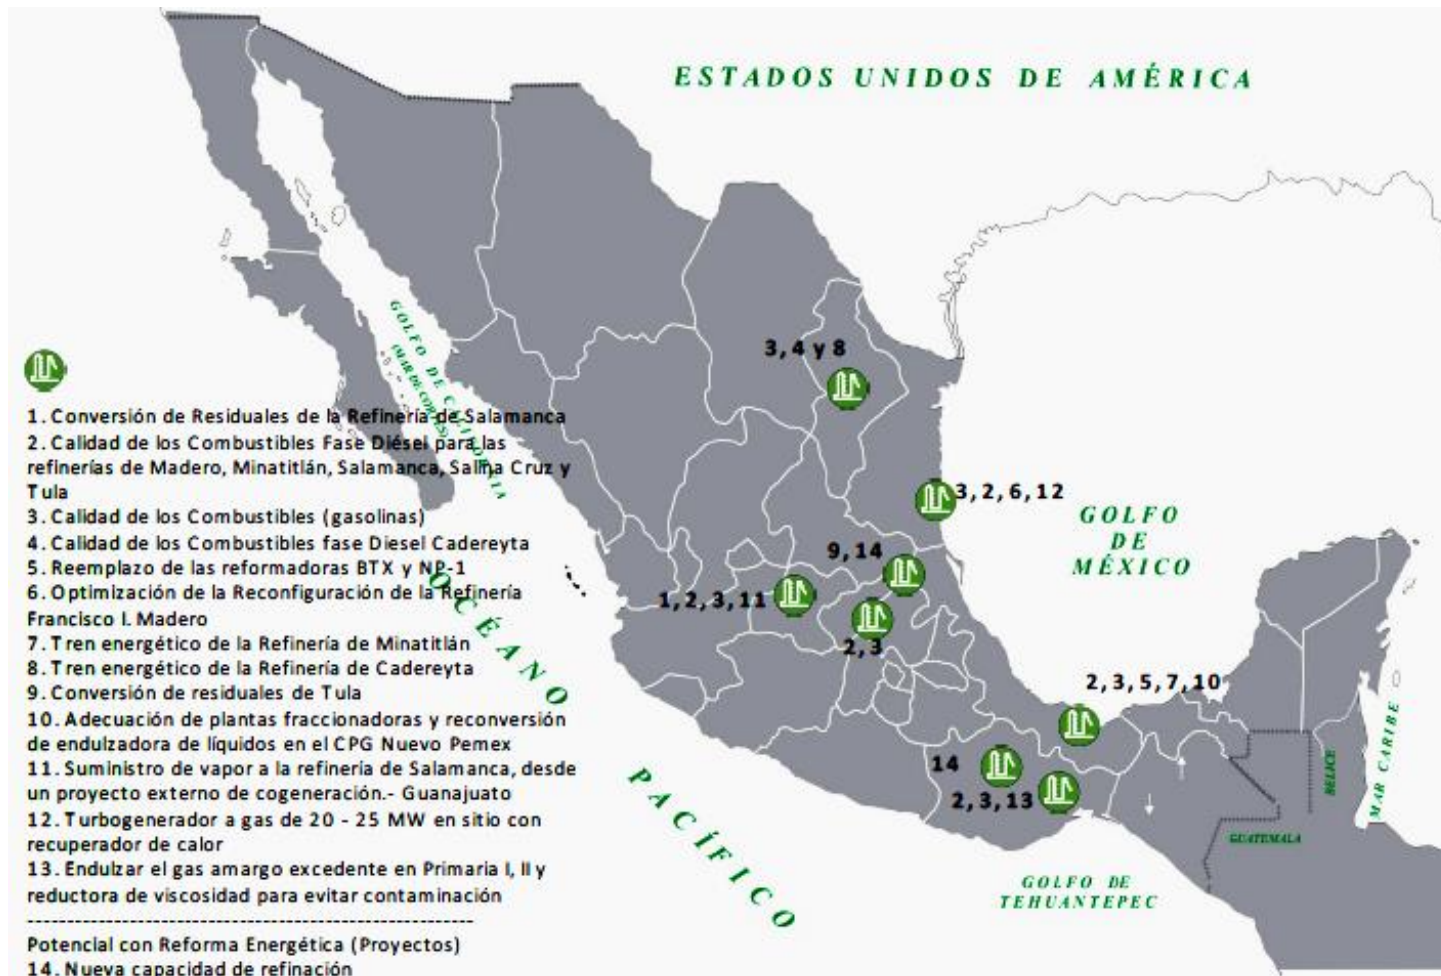 ESTADOS UNIDOS DE AMÉRICA
GOLFO DE CALIFORNIA
(MAR DE CORTÉS)
3, 4 y 8
3, 2, 6, 12
GOLFO
DE
MÉXICO
9, 14
1, 2, 3, 11
2, 3
2, 3, 5, 7, 10
14
2, 3, 13
OCÉANO
PACÍFICO
GOLFO DE
TEHUANTEPEC
GUATEMALA
BELICE
MAR CARIBE
1. Conversión de Residuales de la Refinería de Salamanca
2. Calidad de los Combustibles Fase Diésel para las
refinerías de Madero, Minatitlán, Salamanca, Salina Cruz y
Tula
3. Calidad de los Combustibles (gasolinas)
4. Calidad de los Combustibles fase Diesel Cadereyta
5. Reemplazo de las reformadoras BTX y NP-1
6. Optimización de la Reconfiguración de la Refinería
Francisco I. Madero
7. Tren energético de la Refinería de Minatitlán
8. Tren energético de la Refinería de Cadereyta
9. Conversión de residuales de Tula
10. Adecuación de plantas fraccionadoras y reconversión
de endulzadora de líquidos en el CPG Nuevo Pemex
11. Suministro de vapor a la refinería de Salamanca, desde
un proyecto externo de cogeneración.- Guanajuato
12. Turbogenerador a gas de 20 - 25 MW en sitio con
recuperador de calor
13. Endulzar el gas amargo excedente en Primaria I, II y
reductora de viscosidad para evitar contaminación
Potencial con Reforma Energética (Proyectos)
14. Nueva capacidad de refinación